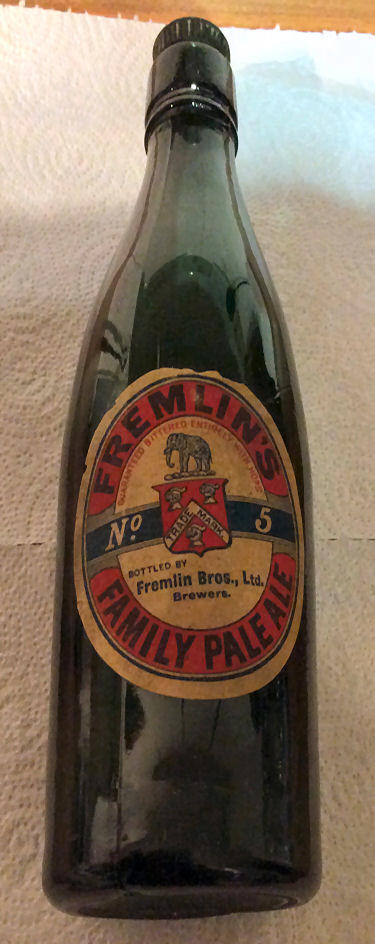 FREMLIN'S
GUARANTEED BITTERED ENTIRELY WITH HOPS
TRADE MARK
Nº 5
BOTTLED BY
Fremlin Bros., Ltd.
Brewers.
FAMILY PALE ALE